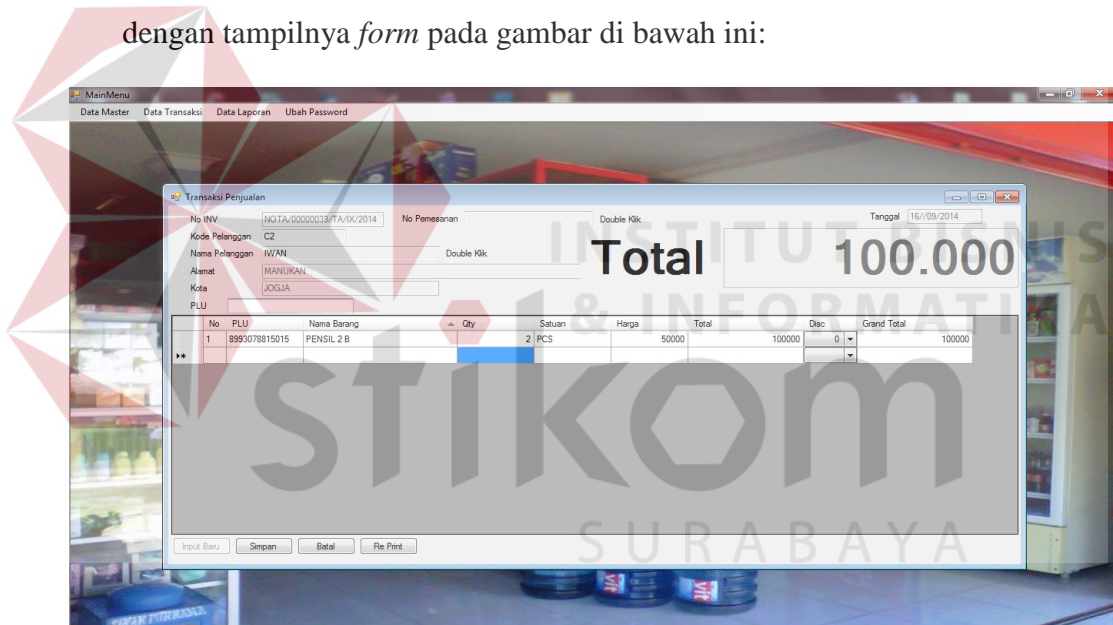 dengan tampilnya form pada gambar di bawah ini:
MainMenu
Data Master Data Transaksi Data Laporan Ubah Password
Transaksi Penjualan
No INV NOTA/00000033/TA/IX/2014 No Pemesanan Double Klik Tanggal 16//09/2014
Kode Pelanggan C2
Nama Pelanggan IWAN Double Klik
Alamat MANUKAN
Kota JOGJA
PLU
Total 100.000
No PLU Nama Barang Qty Satuan Harga Total Disc Grand Total
1 8993078815015 PENSIL 2 B 2 PCS 50000 100000 0 100000
Input Baru Simpan Batal Re Print
INSTITUT BISNIS
& INFORMATIKA
stikom
SURABAYA
vit
vit